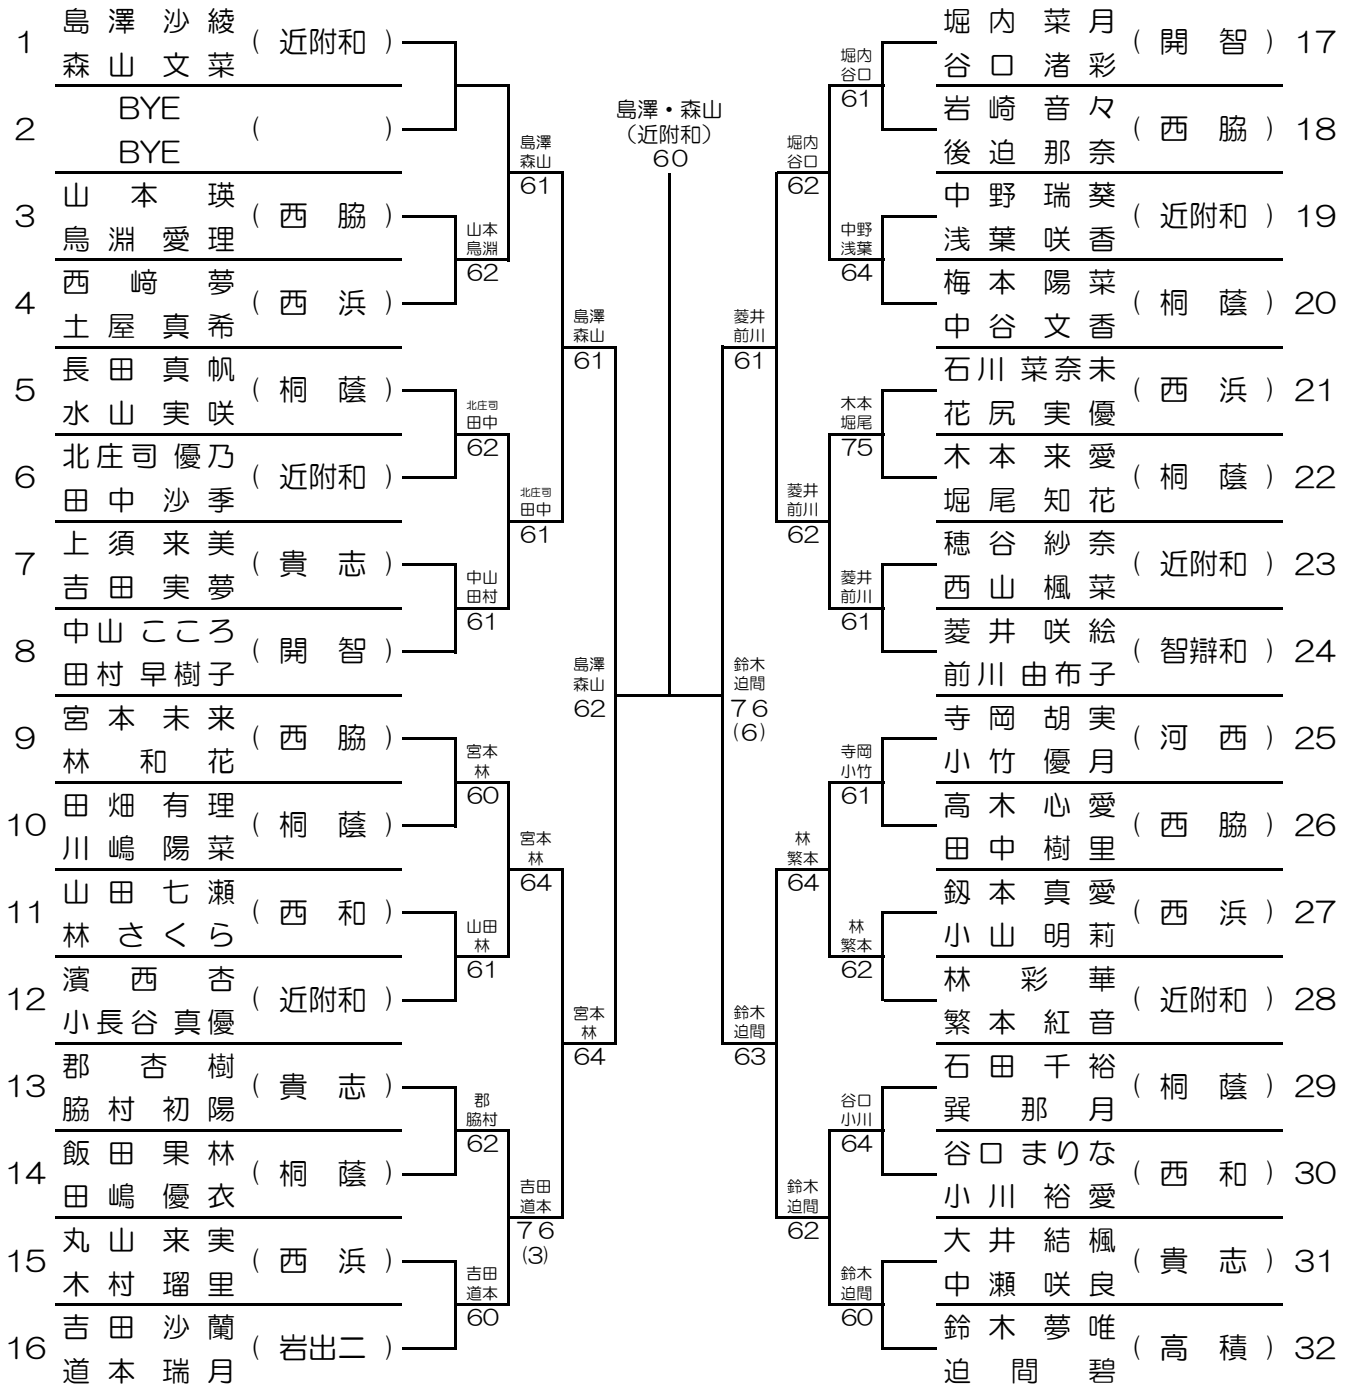 1 島澤 沙綾 森山 文菜 (近附和)
2 BYE BYE ( )
3 山本 瑛 鳥淵 愛理 (西脇)
4 西﨑 夢 土屋 真希 (西浜)
5 長田 真帆 水山 実咲 (桐蔭)
6 北庄司 優乃 田中 沙季 (近附和)
7 上須 来美 吉田 実夢 (貴志)
8 中山 こころ 田村 早樹子 (開智)
9 宮本 未来 林 和花 (西脇)
10 田畑 有理 川嶋 陽菜 (桐蔭)
11 山田 七瀬 林 さくら (西和)
12 濱西 杏 小長谷 真優 (近附和)
13 郡 杏樹 脇村 初陽 (貴志)
14 飯田 果林 田嶋 優衣 (桐蔭)
15 丸山 来実 木村 瑠里 (西浜)
16 吉田 沙蘭 道本 瑞月 (岩出二)
山本
鳥淵
62
北庄司
田中
62
中山
田村
61
宮本
林
60
山田
林
61
郡
脇村
62
吉田
道本
60
島澤
森山
61
北庄司
田中
61
宮本
林
64
吉田
道本
76
(3)
島澤
森山
61
宮本
林
64
島澤
森山
62
島澤・森山
(近附和)
60
鈴木
迫間
76
(6)
菱井
前川
61
鈴木
迫間
63
堀内
谷口
62
菱井
前川
62
林
繁本
64
鈴木
迫間
62
堀内
谷口
61
中野
浅葉
64
木本
堀尾
75
菱井
前川
61
寺岡
小竹
61
林
繁本
62
谷口
小川
64
鈴木
迫間
60
堀内 菜月 谷口 渚彩 (開智) 17
岩崎 音々 後迫 那奈 (西脇) 18
中野 瑞葵 浅葉 咲香 (近附和) 19
梅本 陽菜 中谷 文香 (桐蔭) 20
石川 菜奈未 花尻 実優 (西浜) 21
木本 来愛 堀尾 知花 (桐蔭) 22
穂谷 紗奈 西山 楓菜 (近附和) 23
菱井 咲絵 前川 由布子 (智辯和) 24
寺岡 胡実 小竹 優月 (河西) 25
高木 心愛 田中 樹里 (西脇) 26
釼本 真愛 小山 明莉 (西浜) 27
林 彩華 繁本 紅音 (近附和) 28
石田 千裕 巽 那月 (桐蔭) 29
谷口 まりな 小川 裕愛 (西和) 30
大井 結楓 中瀬 咲良 (貴志) 31
鈴木 夢唯 迫間 碧 (高積) 32